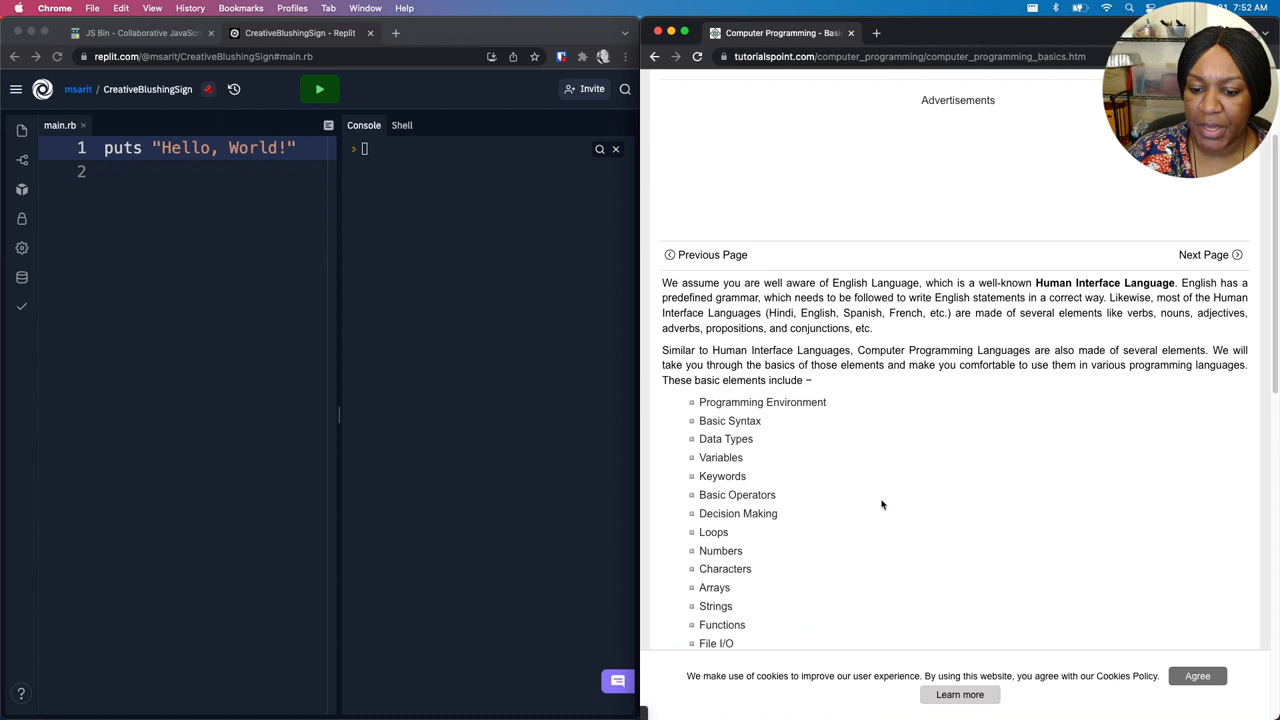 Chrome File Edit View History Bookmarks Profiles Tab Window Help
21:52
JS Bin - Collaborative JavaScri
CreativeBlushingSign - Replit
replit.com/@msarit/CreativeBlushingSign#main.rb
msarit / CreativeBlushingSign
Invite
main.rb
Console
Shell
1 puts "Hello, World!"
2
Computer Programming - Basi
tutorialspoint.com/computer_programming/computer_programming_basics.htm
Advertisements
Previous Page
Next Page
We assume you are well aware of English Language, which is a well-known Human Interface Language. English has a
predefined grammar, which needs to be followed to write English statements in a correct way. Likewise, most of the Human
Interface Languages (Hindi, English, Spanish, French, etc.) are made of several elements like verbs, nouns, adjectives,
adverbs, propositions, and conjunctions, etc.
Similar to Human Interface Languages, Computer Programming Languages are also made of several elements. We will
take you through the basics of those elements and make you comfortable to use them in various programming languages.
These basic elements include −
Programming Environment
Basic Syntax
Data Types
Variables
Keywords
Basic Operators
Decision Making
Loops
Numbers
Characters
Arrays
Strings
Functions
File I/O
We make use of cookies to improve our user experience. By using this website, you agree with our Cookies Policy.
Agree
Learn more